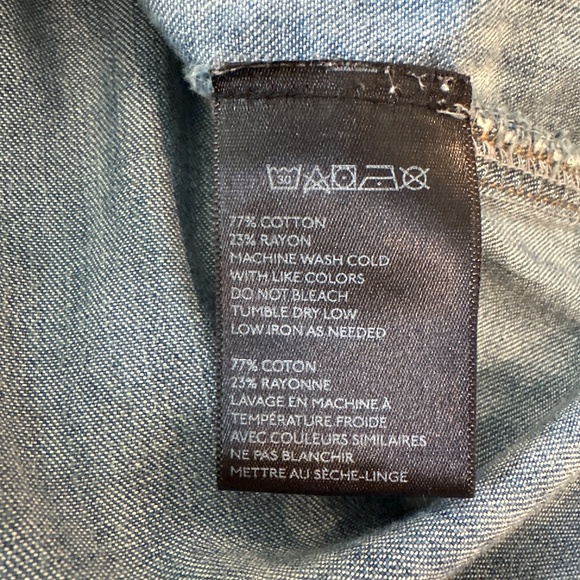 30
77% COTTON
23% RAYON
MACHINE WASH COLD
WITH LIKE COLORS
DO NOT BLEACH
TUMBLE DRY LOW
LOW IRON AS NEEDED
77% COTON
23% RAYONNE
LAVAGE EN MACHINE À
TEMPÉRATURE FROIDE
AVEC COULEURS SIMILAIRES
NE PAS BLANCHIR
METTRE AU SÈCHE-LINGE